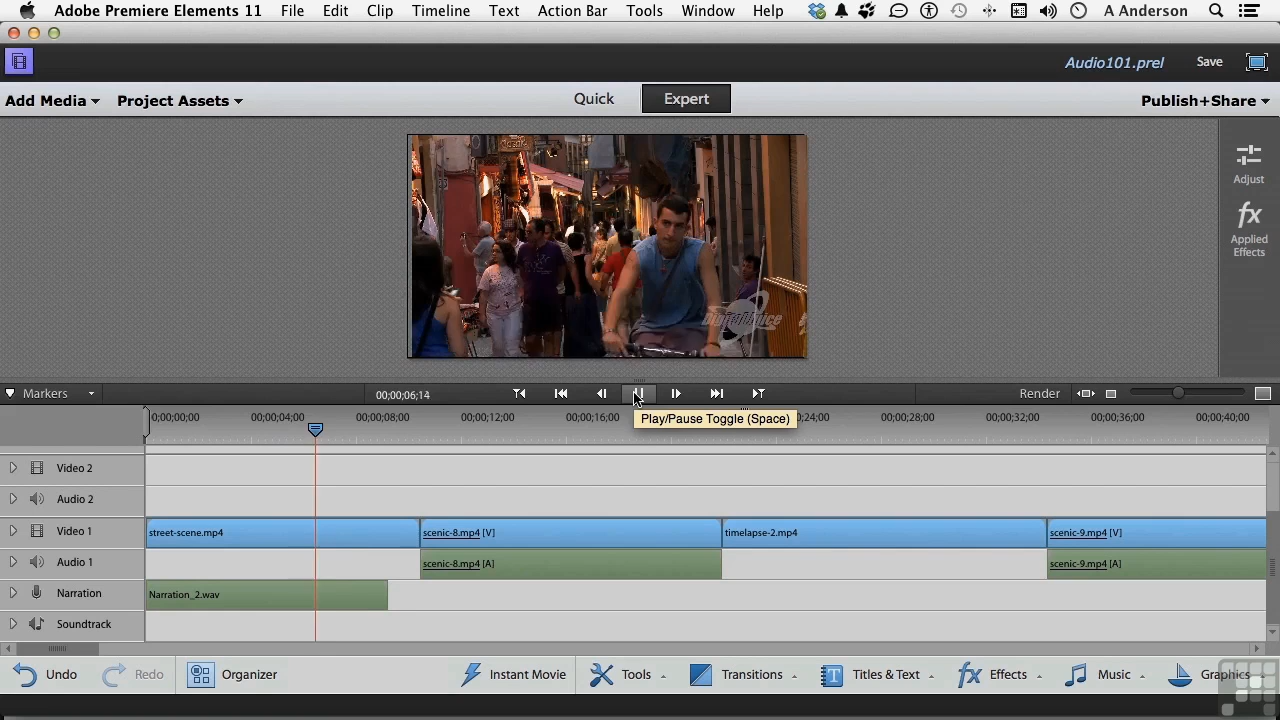 Adobe Premiere Elements 11 File Edit Clip Timeline Text Action Bar Tools Window Help A Anderson
Audio101.prel Save
Add Media Project Assets Quick Expert Publish+Share
Adjust
fx
Applied
Effects
Markers 00;00;06;14 Render
Play/Pause Toggle (Space)
;00;00;00 00;00;04;00 00;00;08;00 00;00;12;00 00;00;16;00 24;00 00;00;28;00 00;00;32;00 00;00;36;00 00;00;40;00
Video 2
Audio 2
Video 1 street-scene.mp4 scenic-8.mp4 [V] timelapse-2.mp4 scenic-9.mp4 [V]
Audio 1 scenic-8.mp4 [A] scenic-9.mp4 [A]
Narration Narration_2.wav
Soundtrack
Undo Redo Organizer Instant Movie Tools Transitions T Titles & Text fx Effects Music Graphics